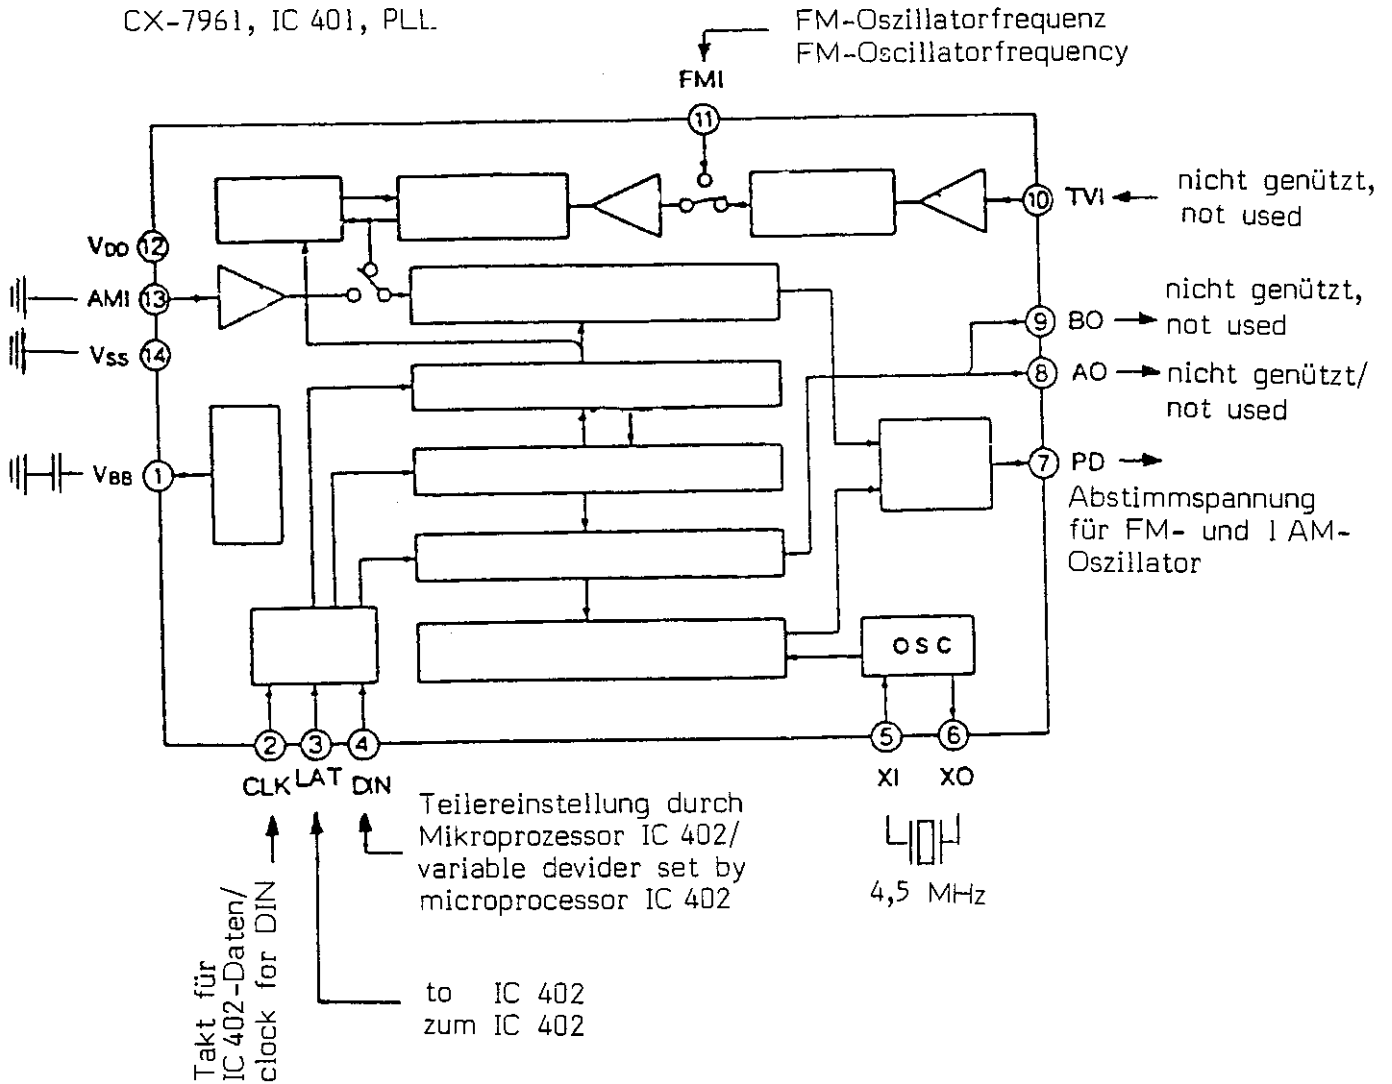 CX-7961, IC 401, PLL
FM-Oszillatorfrequenz
FM-Oscillatorfrequency
FMI
11
10 TVI
nicht genützt,
not used
VDD 12
AMI 13
VSS 14
9 BO
nicht genützt,
not used
8 AO
nicht genützt/
not used
VBB 1
7 PD
Abstimmspannung
für FM- und 1 AM-
Oszillator
OSC
2 3 4
5 6
CLK LAT DIN
XI XO
Teilereinstellung durch
Mikroprozessor IC 402/
variable devider set by
microprocessor IC 402
4,5 MHz
Takt für
IC 402-Daten/
clock for DIN
to IC 402
zum IC 402